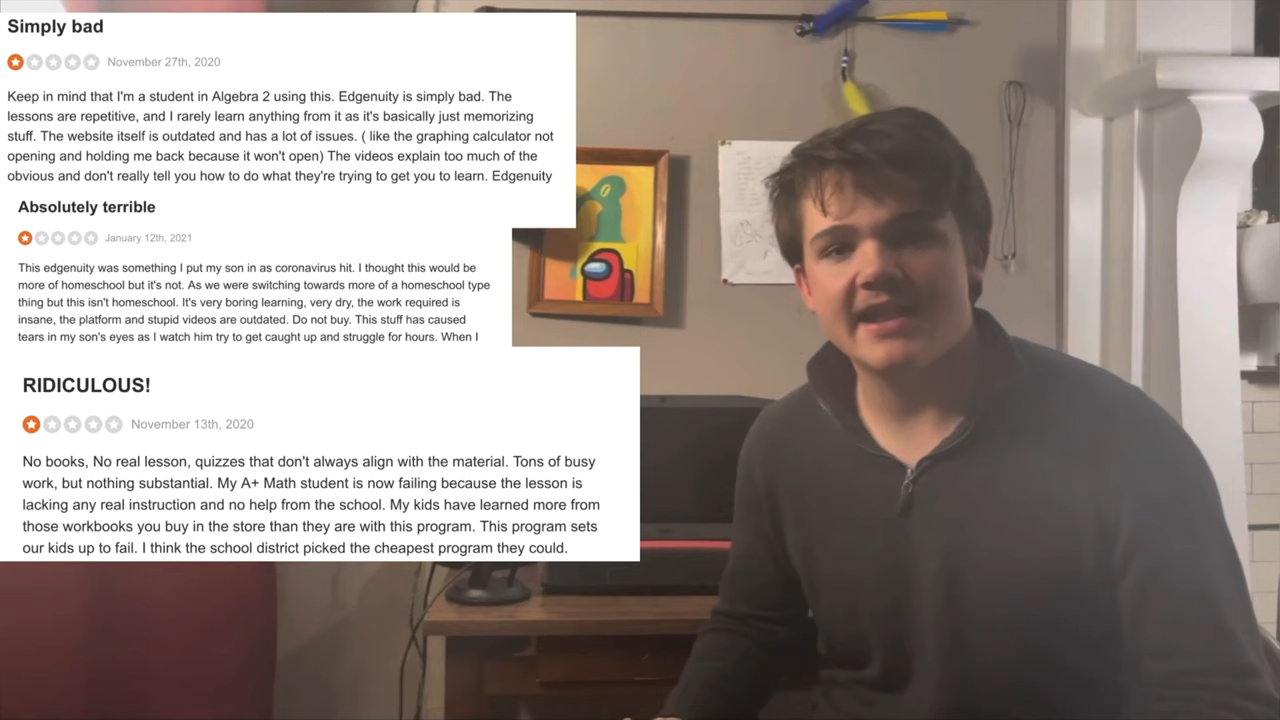 Simply bad
November 27th, 2020
Keep in mind that I'm a student in Algebra 2 using this. Edgenuity is simply bad. The
lessons are repetitive, and I rarely learn anything from it as it's basically just memorizing
stuff. The website itself is outdated and has a lot of issues. ( like the graphing calculator not
opening and holding me back because it won't open) The videos explain too much of the
obvious and don't really tell you how to do what they're trying to get you to learn. Edgenuity
Absolutely terrible
January 12th, 2021
This edgenuity was something I put my son in as coronavirus hit. I thought this would be
more of homeschool but it's not. As we were switching towards more of a homeschool type
thing but this isn't homeschool. It's very boring learning, very dry, the work required is
insane, the platform and stupid videos are outdated. Do not buy. This stuff has caused
tears in my son's eyes as I watch him try to get caught up and struggle for hours. When I
RIDICULOUS!
November 13th, 2020
No books, No real lesson, quizzes that don't always align with the material. Tons of busy
work, but nothing substantial. My A+ Math student is now failing because the lesson is
lacking any real instruction and no help from the school. My kids have learned more from
those workbooks you buy in the store than they are with this program. This program sets
our kids up to fail. I think the school district picked the cheapest program they could.